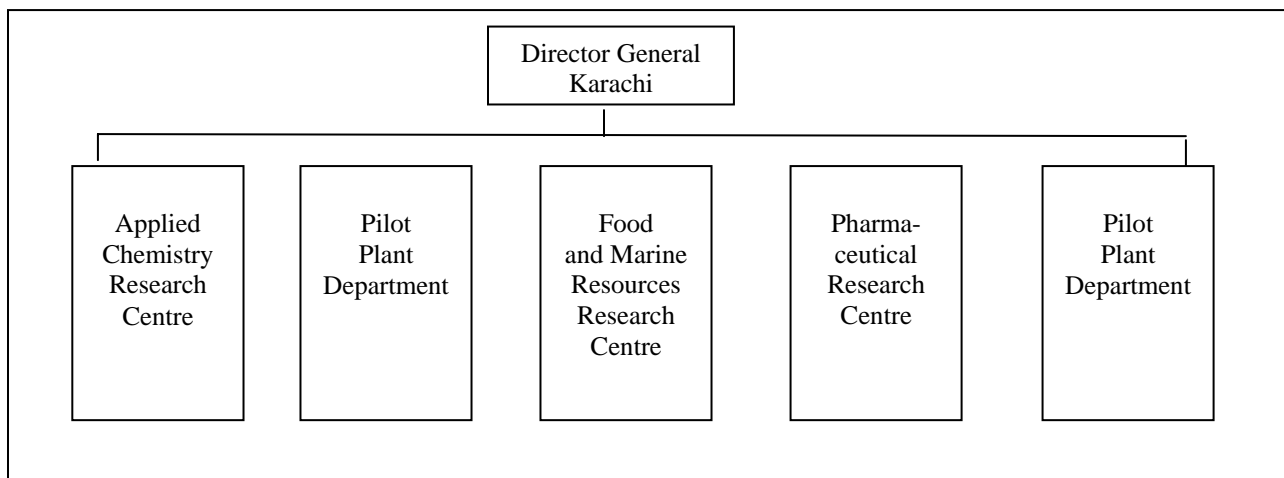 Director General
Karachi
Applied
Chemistry
Research
Centre
Pilot
Plant
Department
Food
and Marine
Resources
Research
Centre
Pharma-
ceutical
Research
Centre
Pilot
Plant
Department